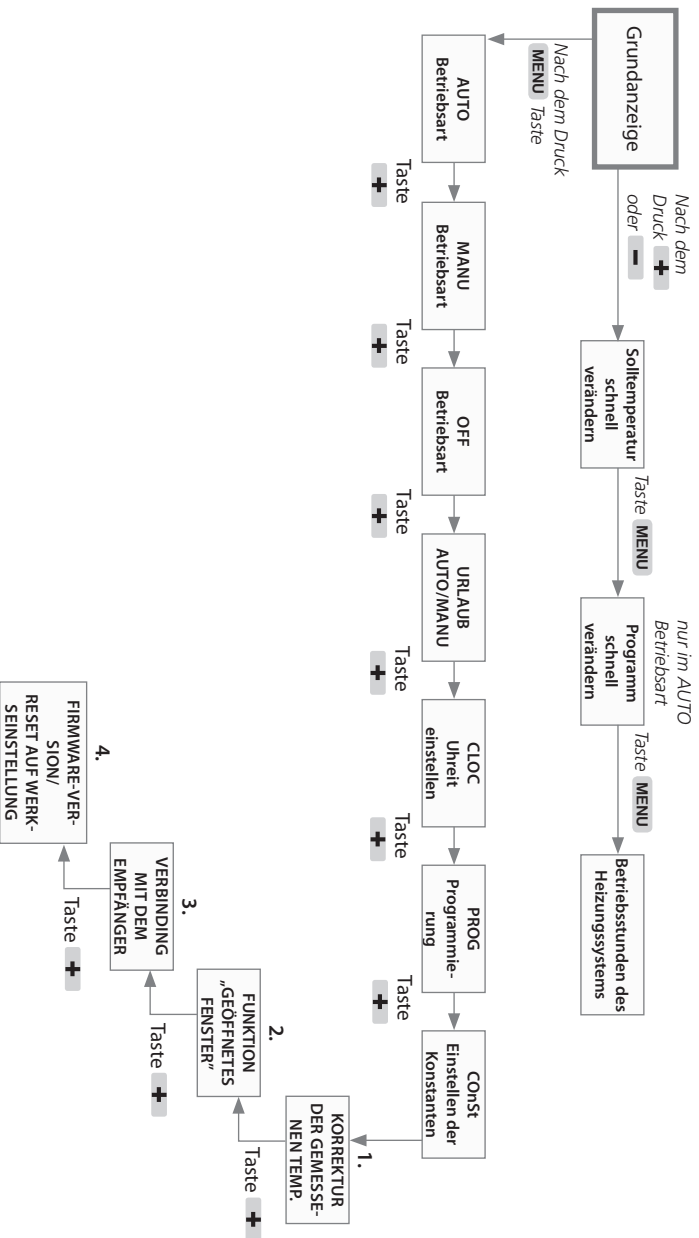 Grundanzeige
Nach dem
Druck +
oder −
Solltemperatur
schnell
verändern
Taste MENU
nur im AUTO
Betriebsart
Programm
schnell
verändern
Taste MENU
Betriebsstunden des
Heizungssystems
Nach dem Druck
MENU Taste
AUTO
Betriebsart
Taste
+
MANU
Betriebsart
Taste
+
OFF
Betriebsart
Taste
+
URLAUB
AUTO/MANU
Taste
+
CLOC
Uhreit
einstellen
Taste
+
PROG
Programmie-
rung
Taste
+
COnSt
Einstellen der
Konstanten
1.
KORREKTUR
DER GEMESSE-
NEN TEMP.
Taste +
2.
FUNKTION
„GEÖFFNETES
FENSTER"
Taste +
3.
VERBINDING
MIT DEM
EMPFÄNGER
Taste +
4.
FIRMWARE-VER-
SION/
RESET AUF WERK-
SEINSTELLUNG